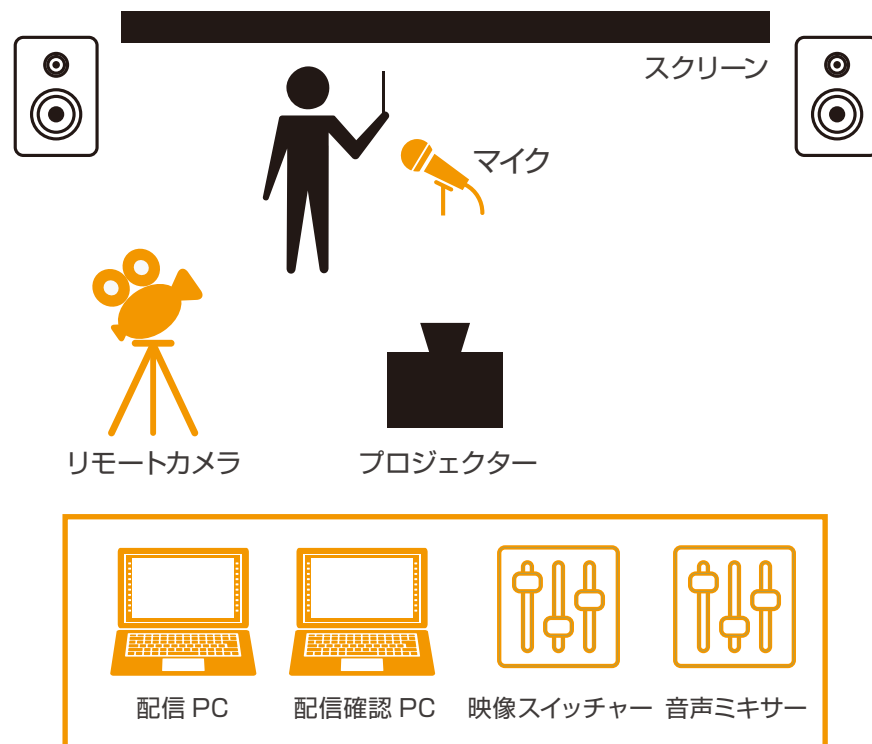 スクリーン
マイク
リモートカメラ
プロジェクター
配信 PC
配信確認 PC
映像スイッチャー
音声ミキサー